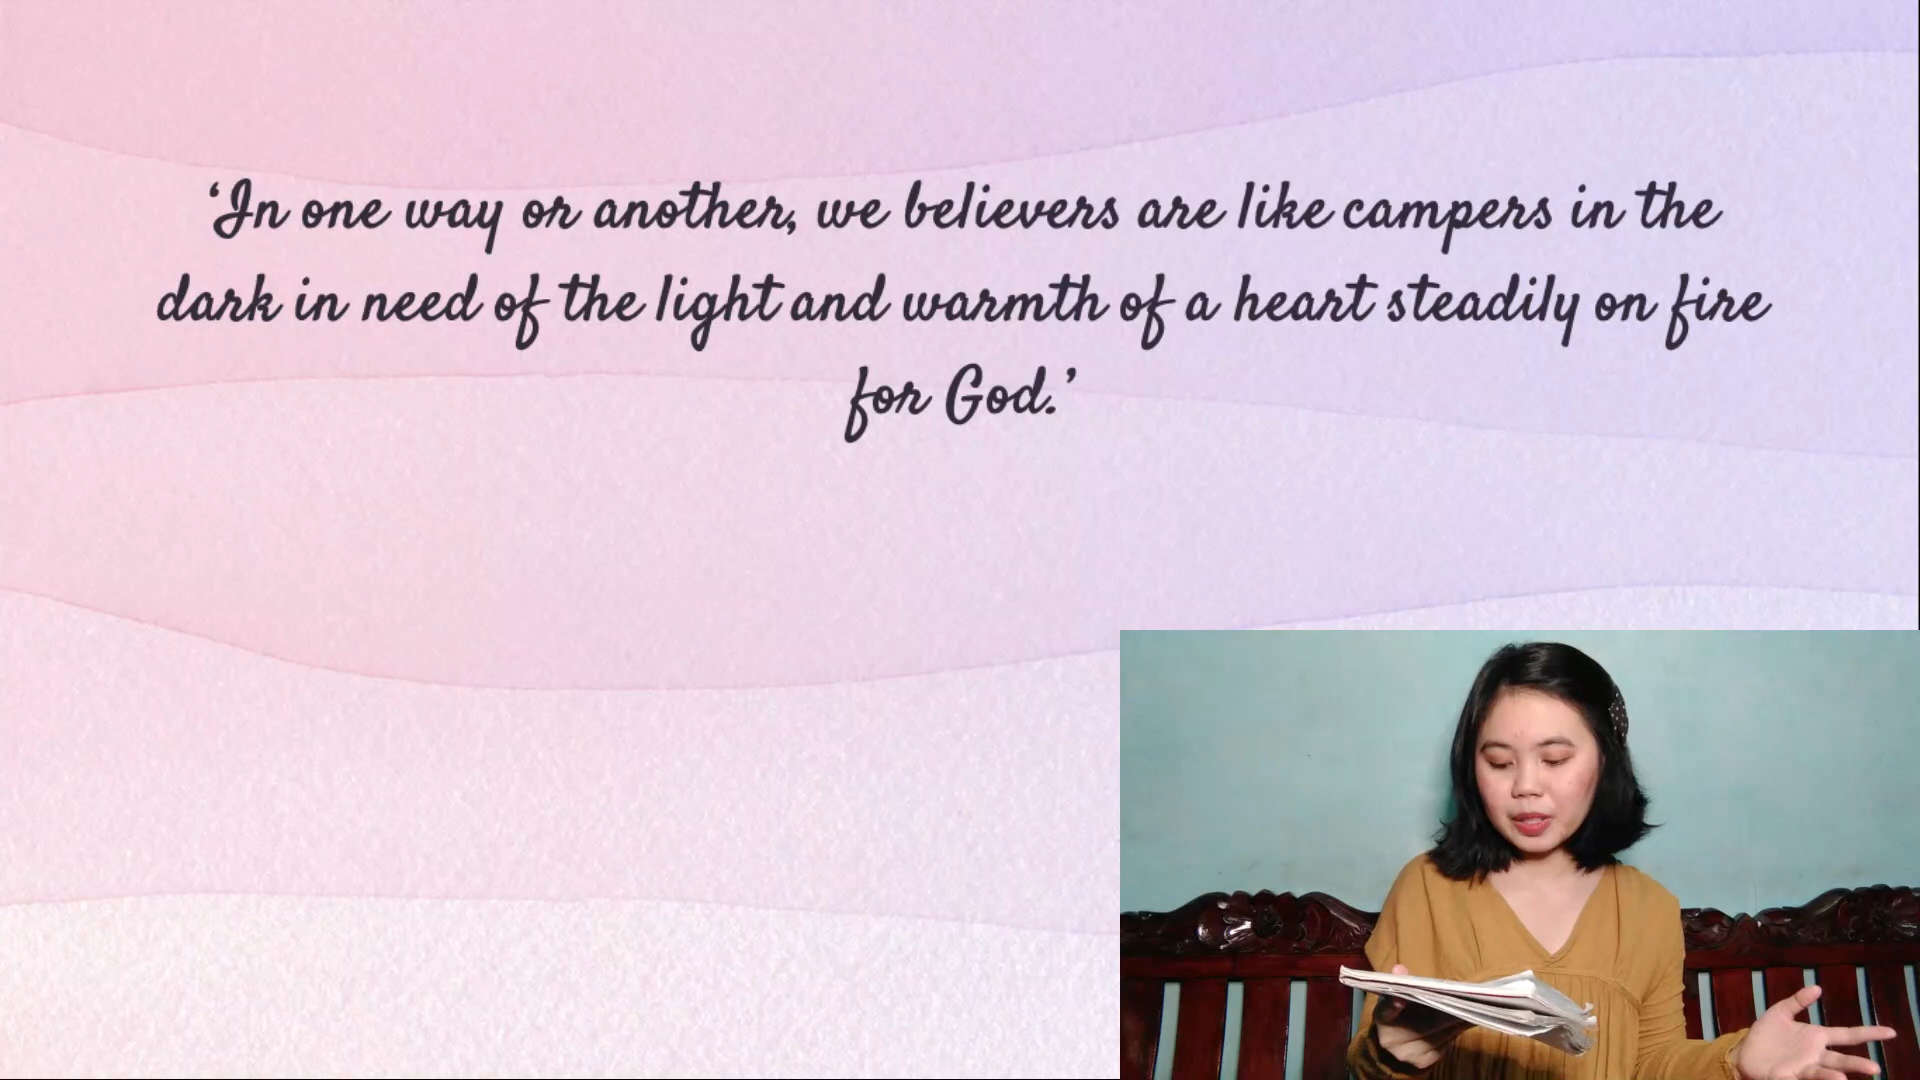 ‘In one way or another, we believers are like campers in the
dark in need of the light and warmth of a heart steadily on fire
for God.’